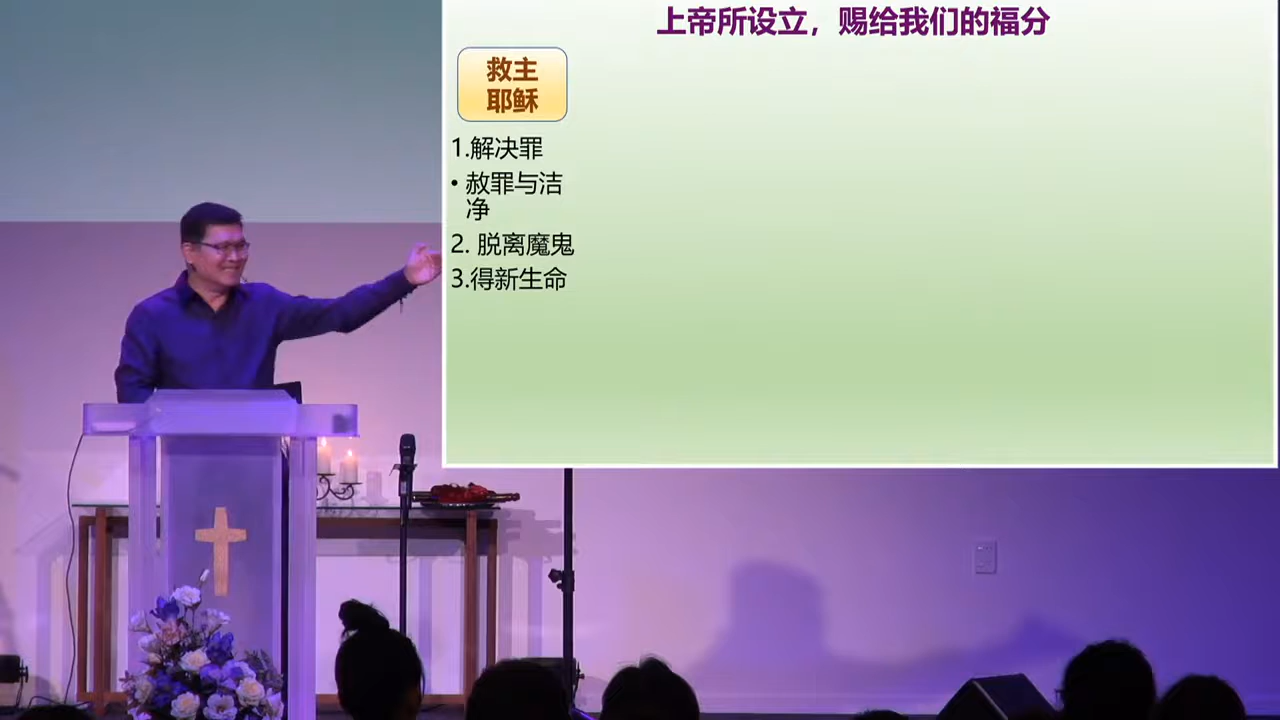 上帝所设立，赐给我们的福分
救主
耶稣
1.解决罪
• 赦罪与洁
净
2. 脱离魔鬼
3.得新生命